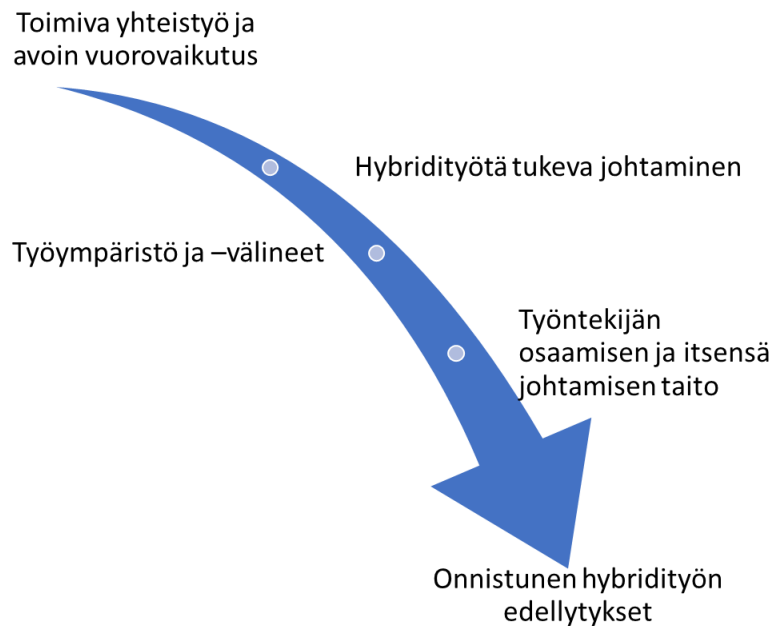 Toimiva yhteistyö ja
avoin vuorovaikutus
Hybridityötä tukeva johtaminen
Työympäristö ja –välineet
Työntekijän
osaamisen ja itsensä
johtamisen taito
Onnistunen hybridityön
edellytykset